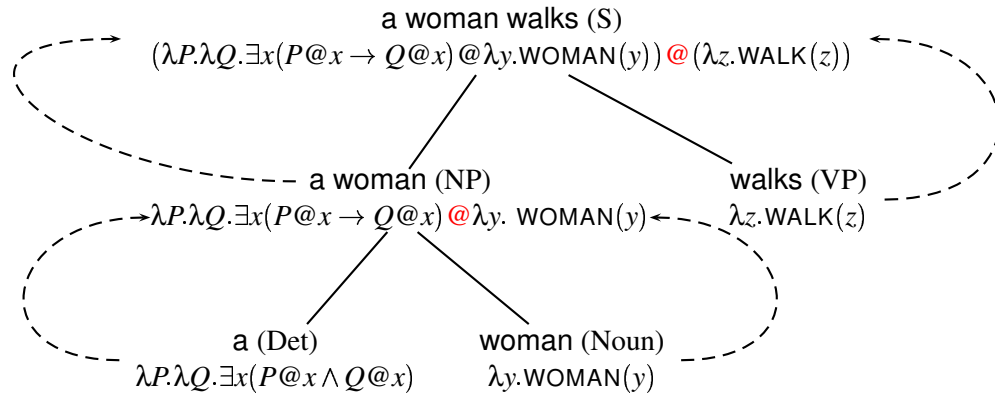 a woman walks (S)
(λP.λQ.∃x(P@x → Q@x)@λy.WOMAN(y))@(λz.WALK(z))
a woman (NP)
λP.λQ.∃x(P@x → Q@x)@λy. WOMAN(y)
walks (VP)
λz.WALK(z)
a (Det)
λP.λQ.∃x(P@x ∧ Q@x)
woman (Noun)
λy.WOMAN(y)